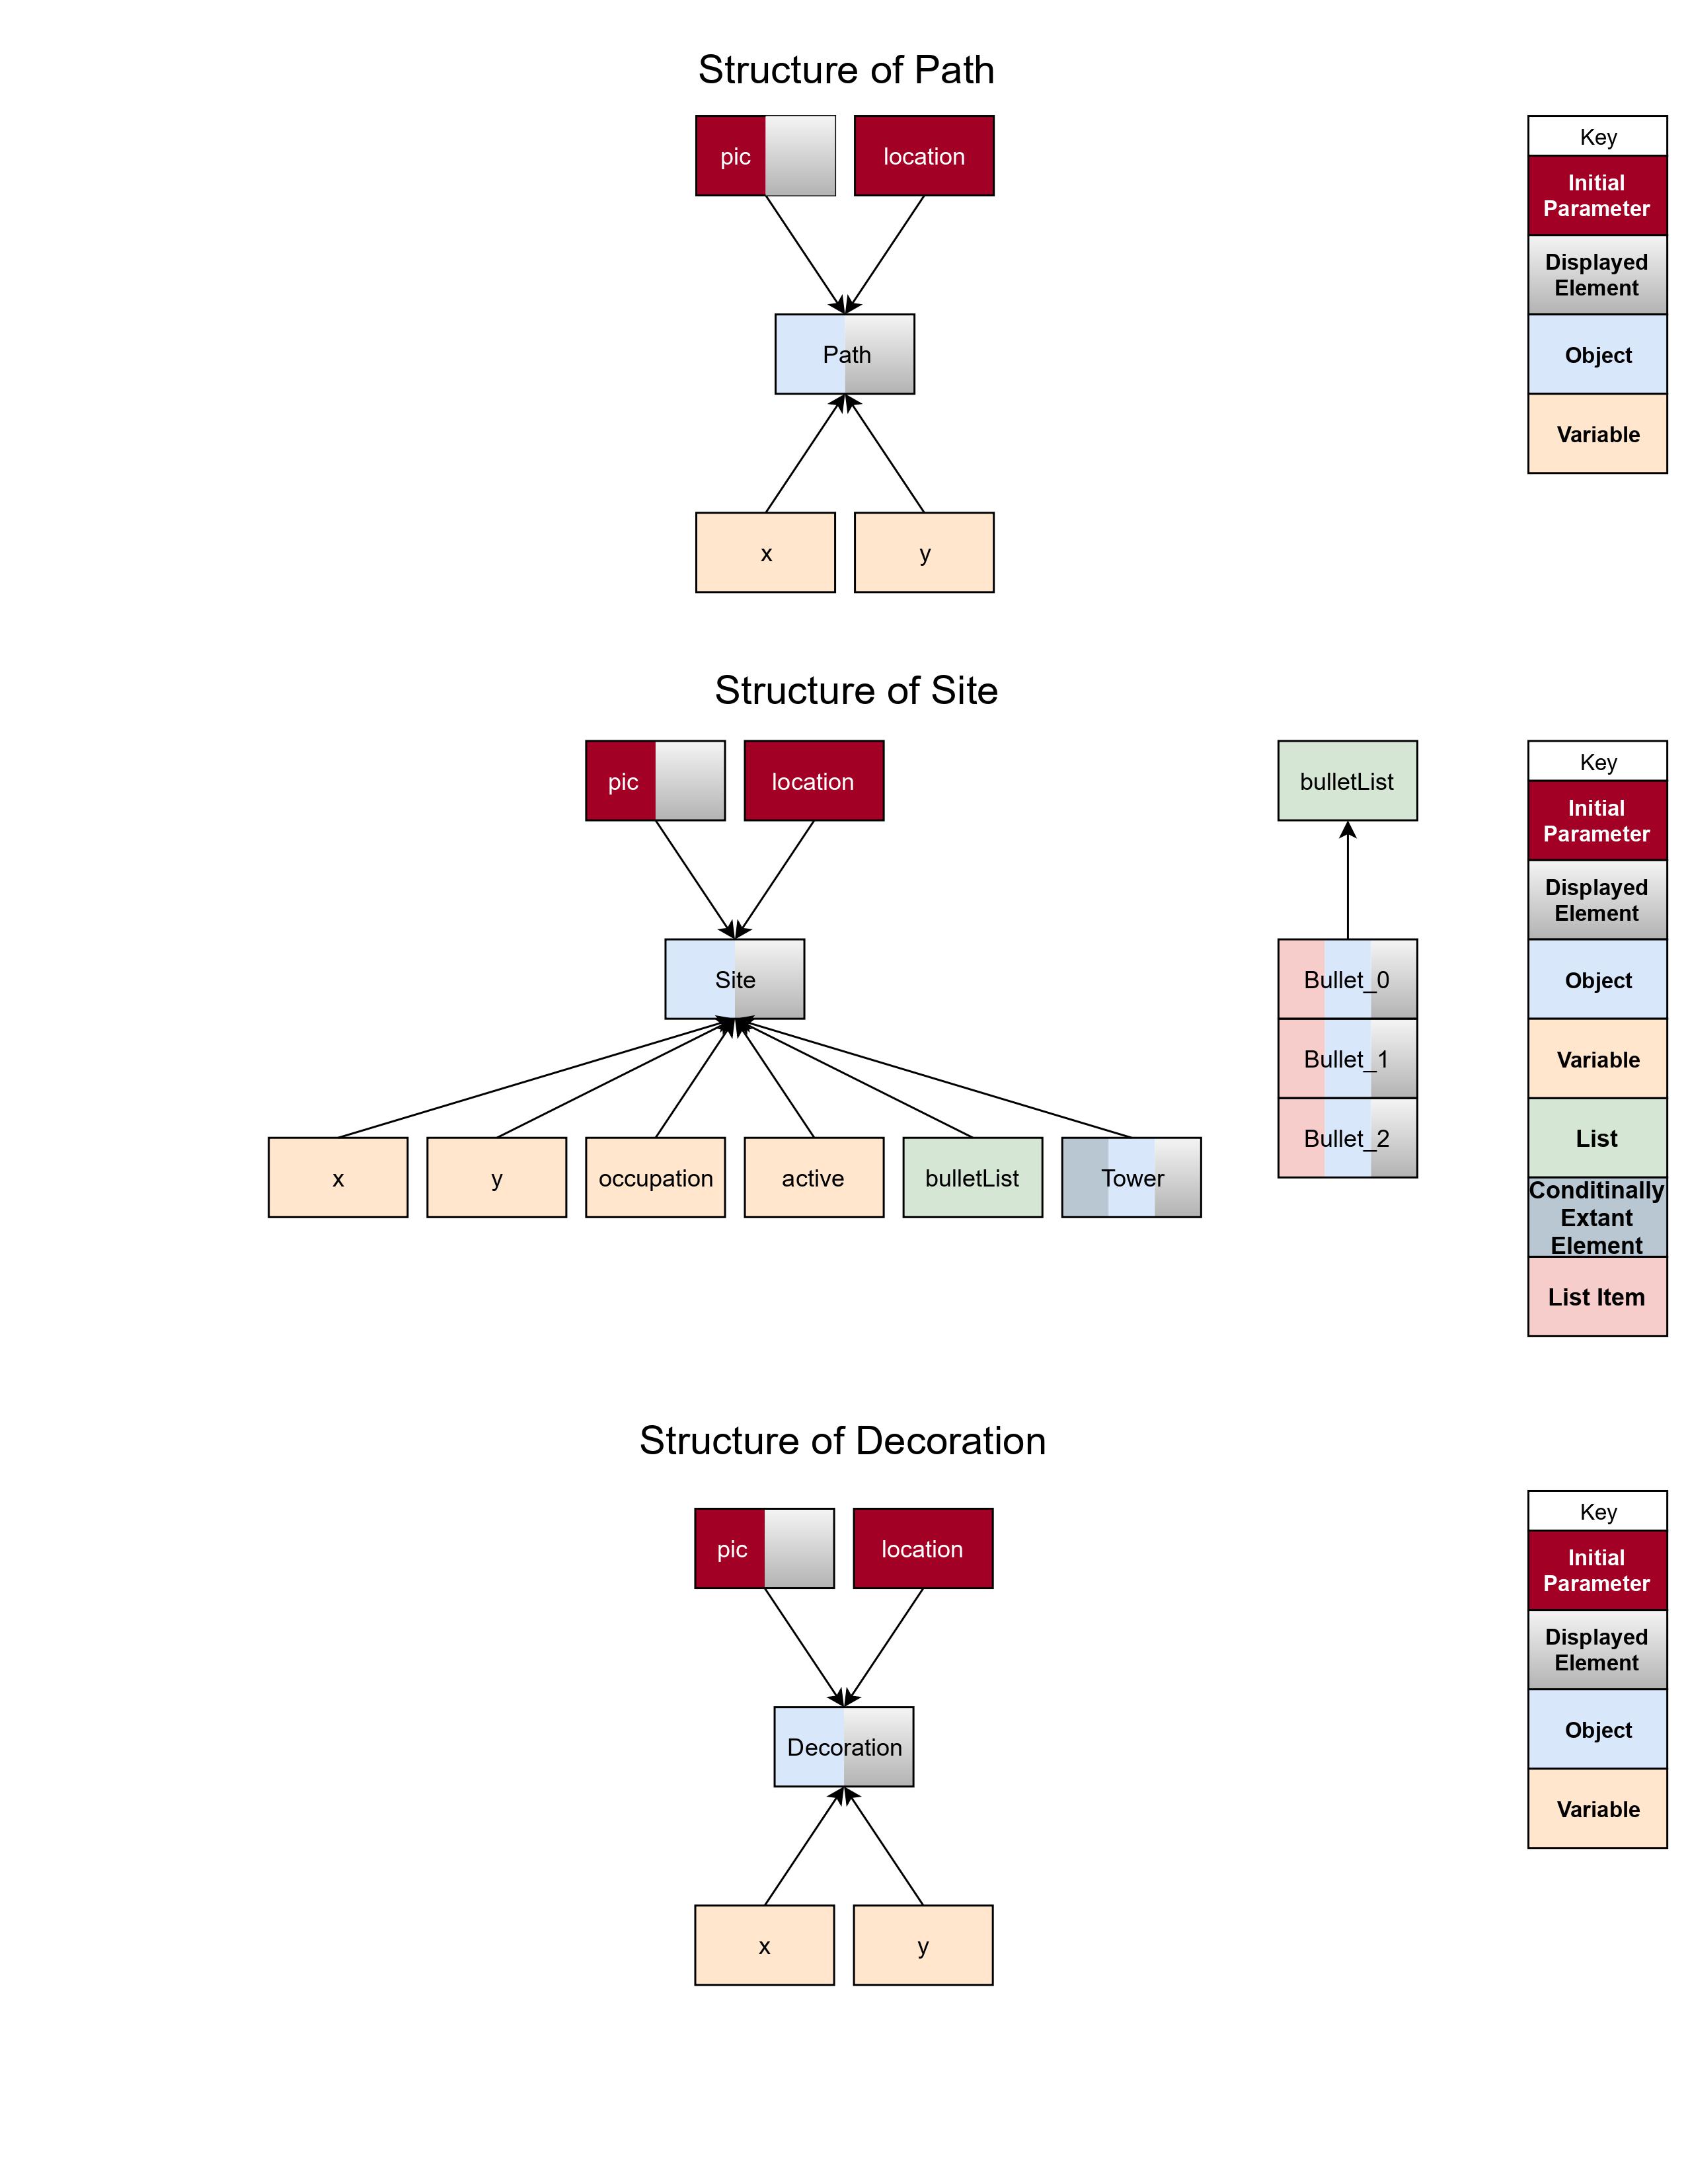 Structure of Path
pic
location
Path
x
y
Key
Initial
Parameter
Displayed
Element
Object
Variable
Structure of Site
pic
location
Site
x
y
occupation
active
bulletList
Tower
bulletList
Bullet_0
Bullet_1
Bullet_2
Key
Initial
Parameter
Displayed
Element
Object
Variable
List
Conditinally
Extant
Element
List Item
Structure of Decoration
pic
location
Decoration
x
y
Key
Initial
Parameter
Displayed
Element
Object
Variable